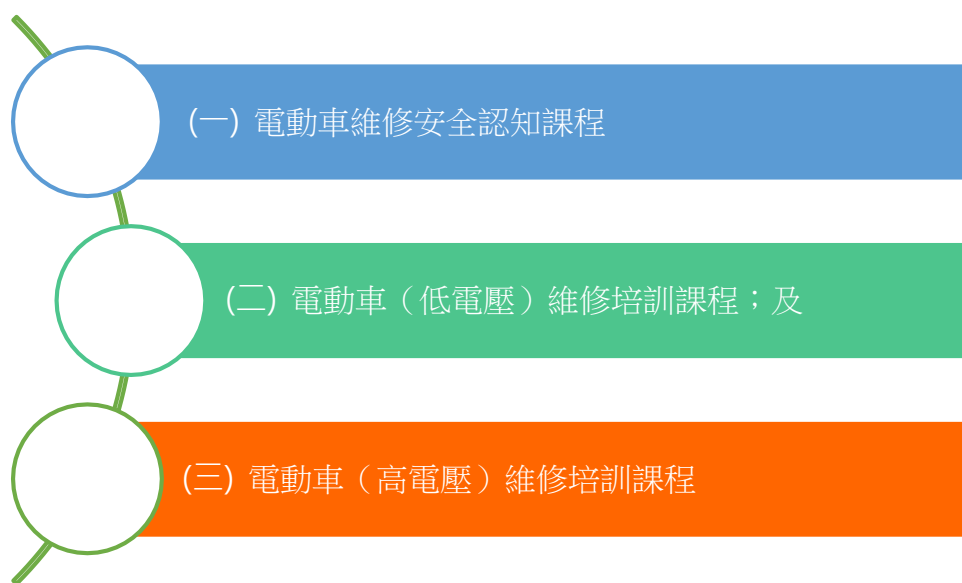 (一) 電動車維修安全認知課程
(二) 電動車（低電壓）維修培訓課程；及
(三) 電動車（高電壓）維修培訓課程